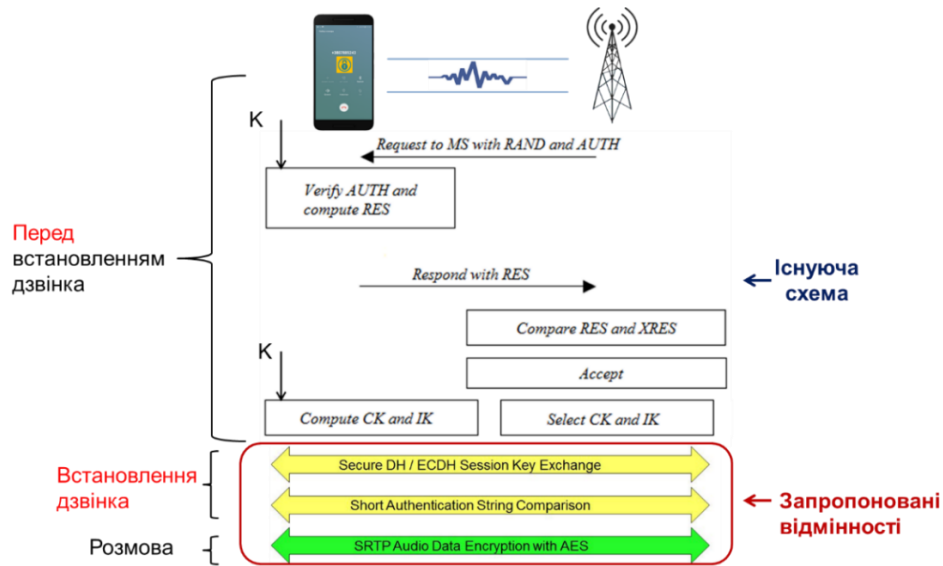 K
Request to MS with RAND and AUTH
Verify AUTH and
compute RES
Перед
встановленням
дзвінка
Respond with RES
Існуюча
схема
Compare RES and XRES
K
Accept
Compute CK and IK
Select CK and IK
Secure DH / ECDH Session Key Exchange
Встановлення
дзвінка
Short Authentication String Comparison
Запропоновані
відмінності
Розмова
SRTP Audio Data Encryption with AES